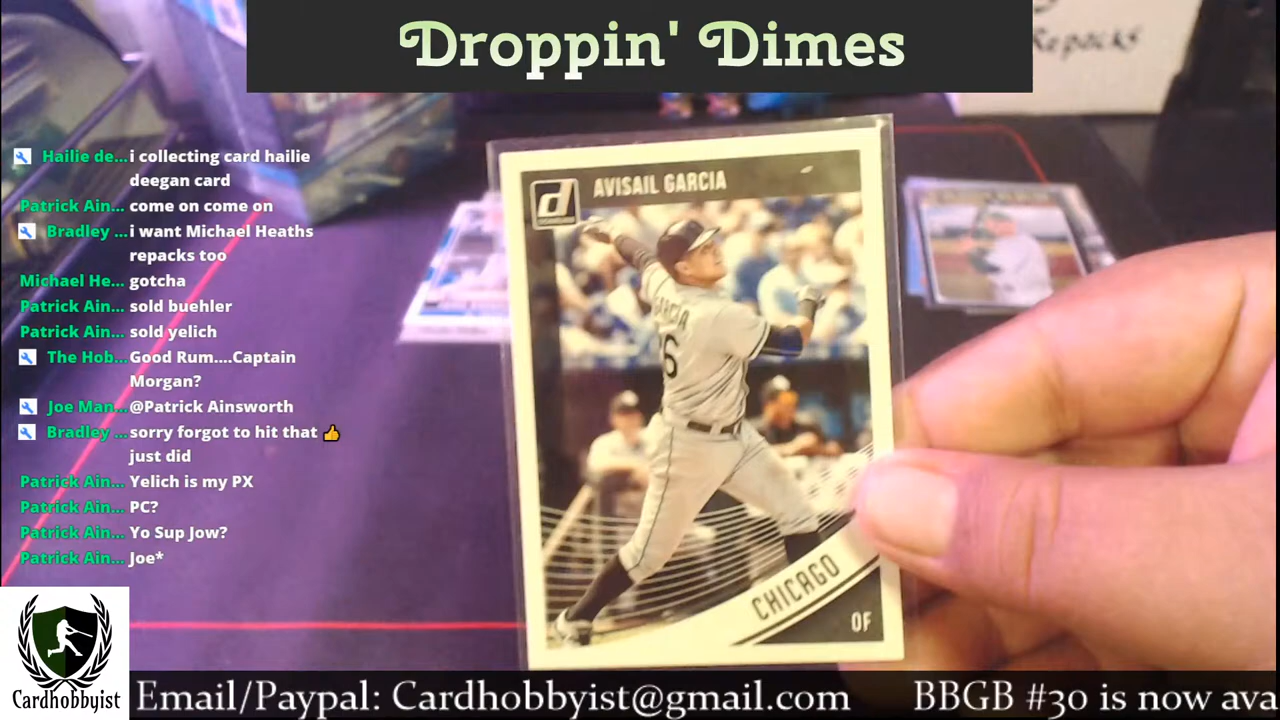 Droppin' Dimes
Repacks
Hailie de... i collecting card hailie
deegan card
Patrick Ain... come on come on
Bradley ... i want Michael Heaths
repacks too
Michael He... gotcha
Patrick Ain... sold buehler
Patrick Ain... sold yelich
The Hob... Good Rum....Captain
Morgan?
Joe Man... @Patrick Ainsworth
Bradley ... sorry forgot to hit that 👍
just did
Patrick Ain... Yelich is my PX
Patrick Ain... PC?
Patrick Ain... Yo Sup Jow?
Patrick Ain... Joe*
d
AVISAIL GARCIA
GARCIA
6
CHICAGO
OF
Cardhobbyist
Email/Paypal: Cardhobbyist@gmail.com BBGB #30 is now ava